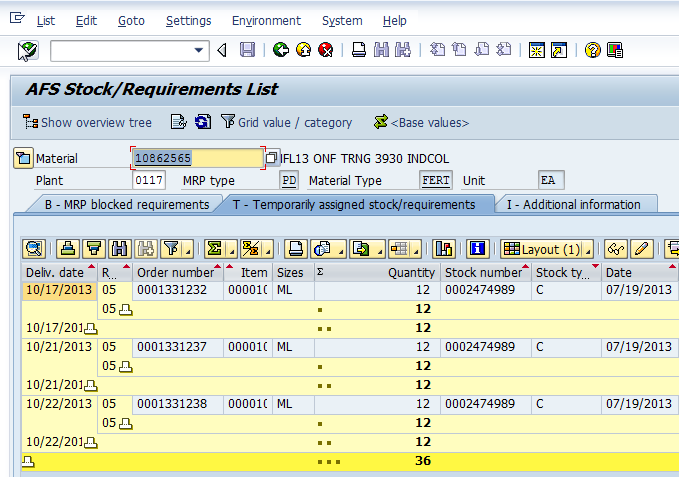 List Edit Goto Settings Environment System Help
AFS Stock/Requirements List
Show overview tree Grid value / category <Base values>
Material 10862565 IFL13 ONF TRNG 3930 INDCOL
Plant 0117 MRP type PD Material Type FERT Unit EA
B - MRP blocked requirements T - Temporarily assigned stock/requirements I - Additional information
Layout (1)
Deliv. date R... Order number Item Sizes Σ Quantity Stock number Stock ty... Date
10/17/2013 05 0001331232 00001( ML 12 0002474989 C 07/19/2013
05 12
10/17/201 12
10/21/2013 05 0001331237 00001( ML 12 0002474989 C 07/19/2013
05 12
10/21/201 12
10/22/2013 05 0001331238 00001( ML 12 0002474989 C 07/19/2013
05 12
10/22/201 12
36